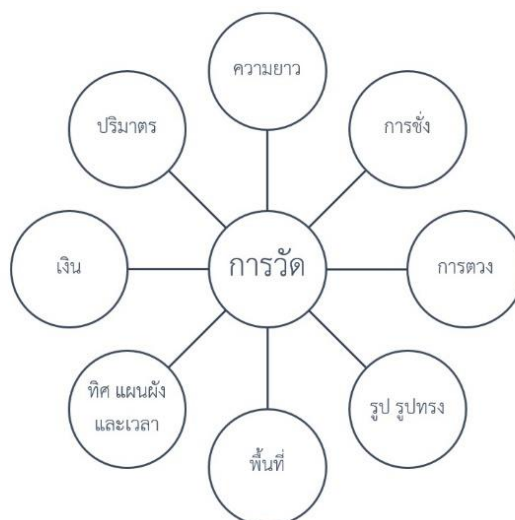 ความยาว
ปริมาตร
การชั่ง
เงิน
การวัด
การตวง
ทิศ แผนผัง
และเวลา
รูป รูปทรง
พื้นที่